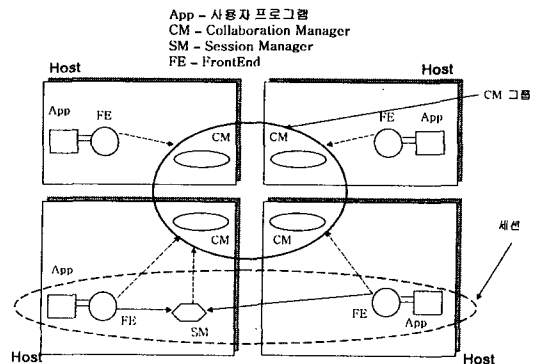 App – 사용자 프로그램
CM – Collaboration Manager
SM – Session Manager
FE – FrontEnd
Host
Host
CM 그룹
App
FE
CM
CM
FE
App
CM
CM
세션
App
FE
SM
FE
App
Host
Host